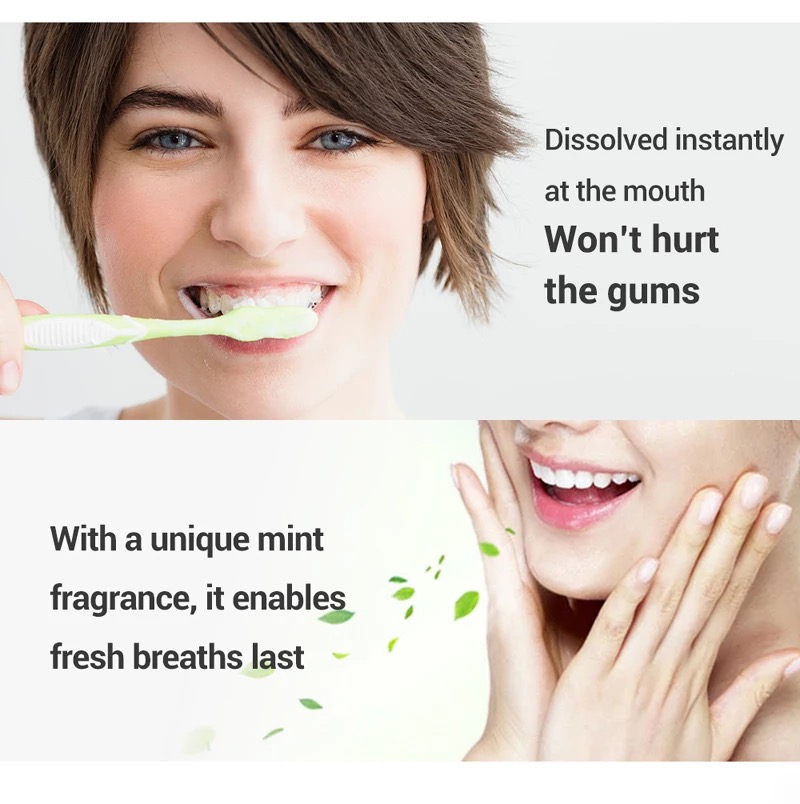 Dissolved instantly
at the mouth
Won't hurt
the gums
With a unique mint
fragrance, it enables
fresh breaths last